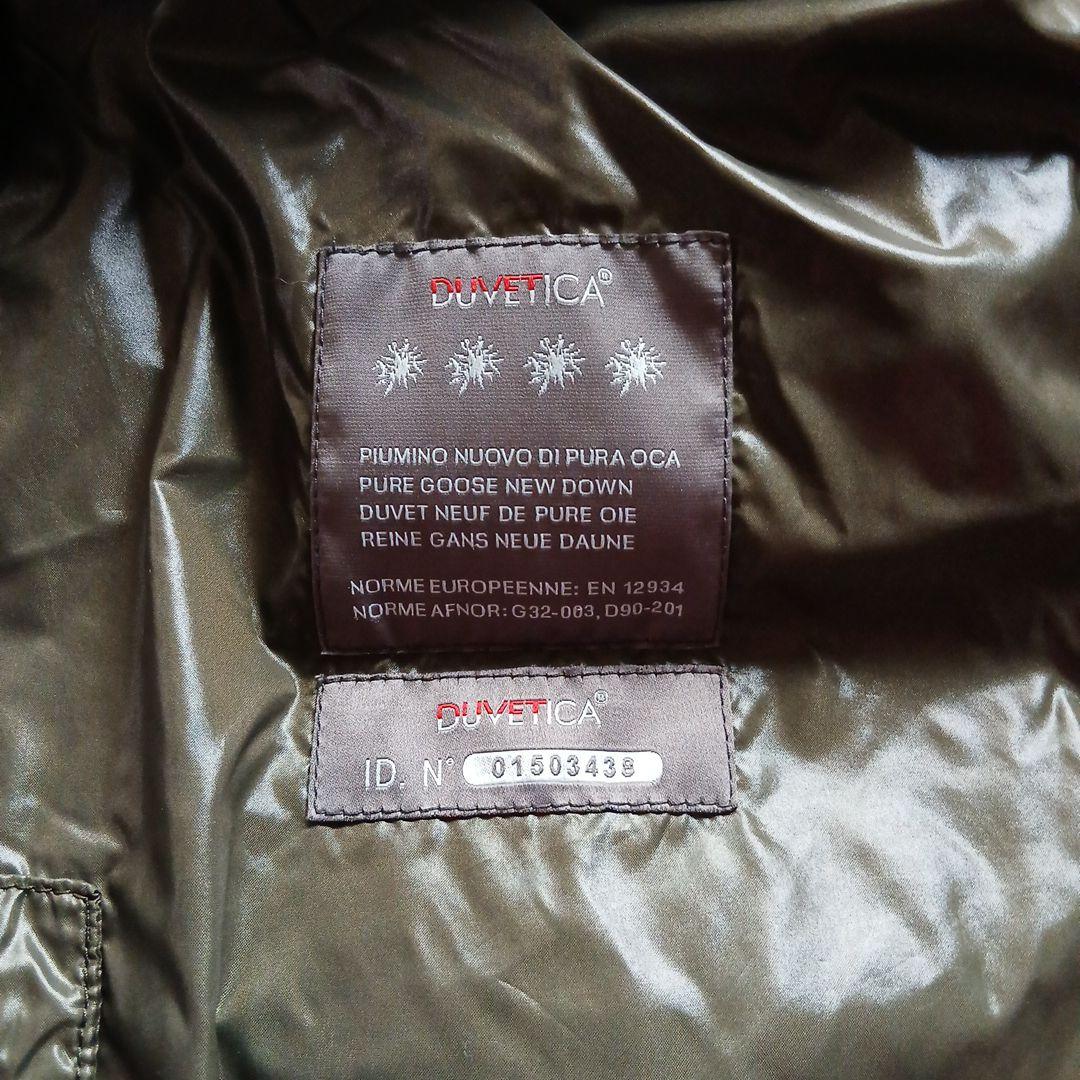 DUVETICA®
PIUMINO NUOVO DI PURA OCA
PURE GOOSE NEW DOWN
DUVET NEUF DE PURE OIE
REINE GANS NEUE DAUNE
NORME EUROPEENNE: EN 12934
NORME AFNOR: G32-003, D90-201
DUVETICA®
ID. N° 01503438